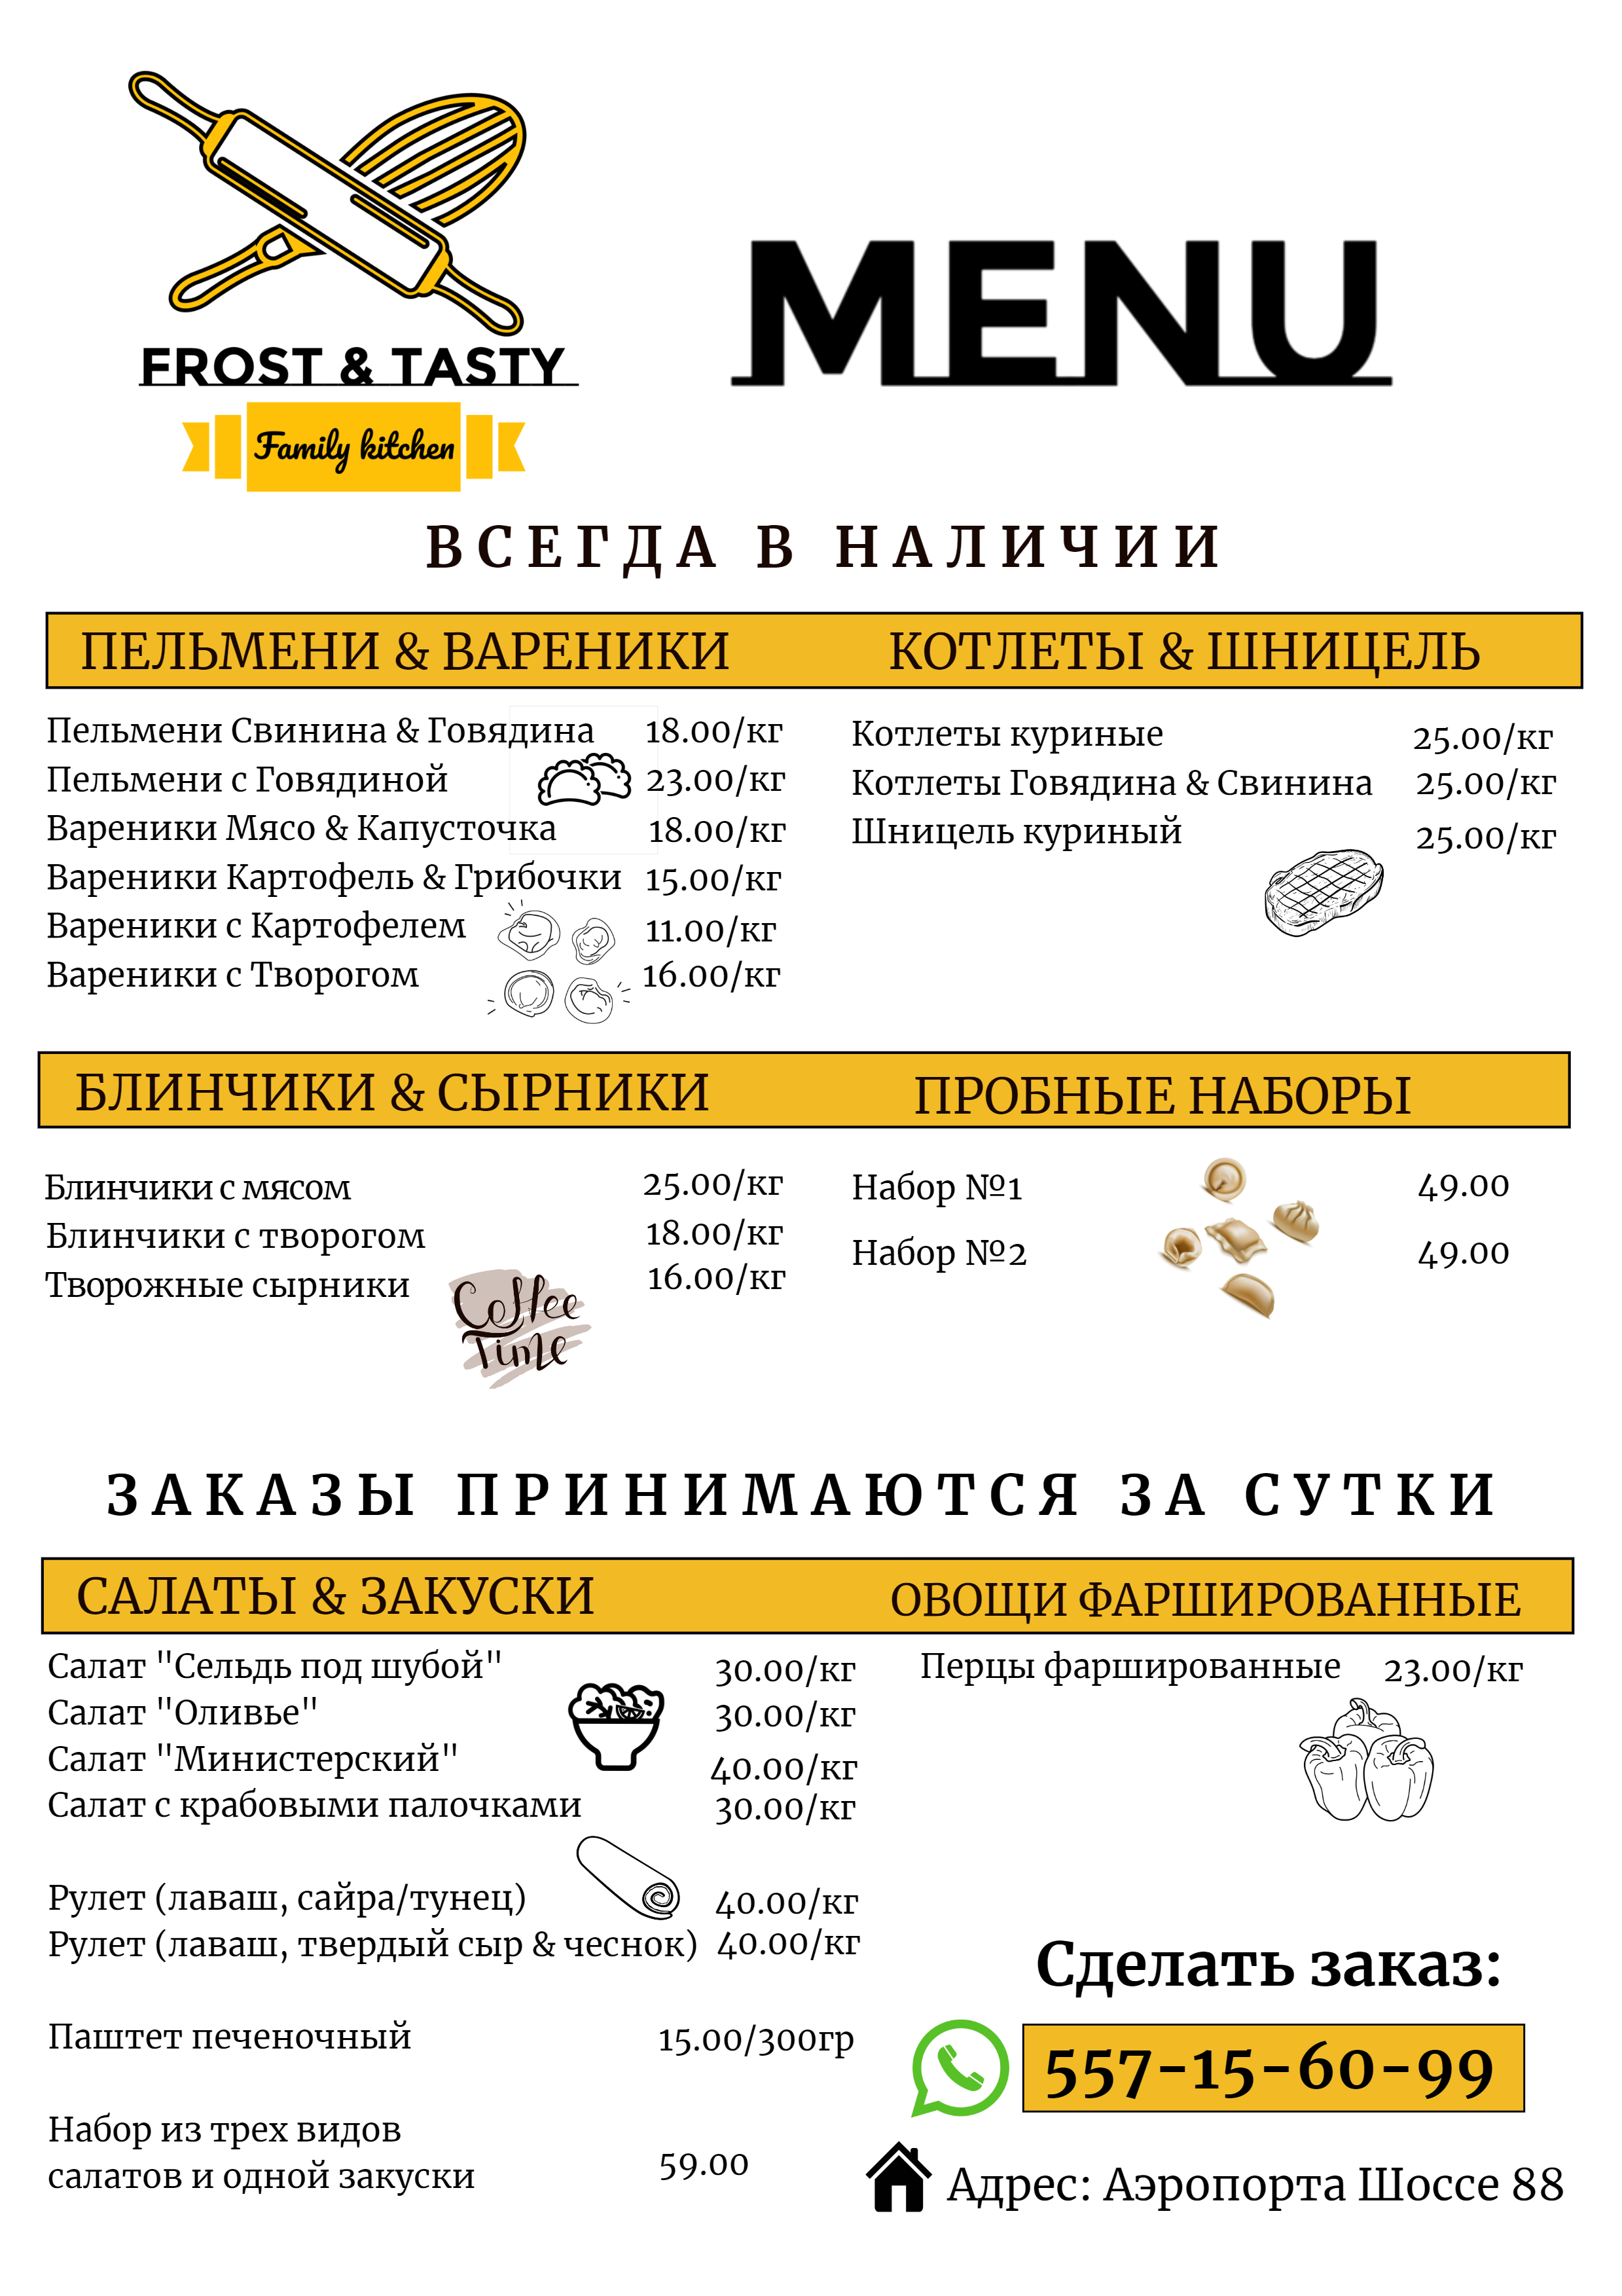 FROST & TASTY
Family kitchen
MENU
ВСЕГДА В НАЛИЧИИ
ПЕЛЬМЕНИ & ВАРЕНИКИ
Пельмени Свинина & Говядина 18.00/кг
Пельмени с Говядиной 23.00/кг
Вареники Мясо & Капусточка 18.00/кг
Вареники Картофель & Грибочки 15.00/кг
Вареники с Картофелем 11.00/кг
Вареники с Творогом 16.00/кг
КОТЛЕТЫ & ШНИЦЕЛЬ
Котлеты куриные 25.00/кг
Котлеты Говядина & Свинина 25.00/кг
Шницель куриный 25.00/кг
БЛИНЧИКИ & СЫРНИКИ
Блинчики с мясом 25.00/кг
Блинчики с творогом 18.00/кг
Творожные сырники 16.00/кг
Coffee
Time
ПРОБНЫЕ НАБОРЫ
Набор №1 49.00
Набор №2 49.00
ЗАКАЗЫ ПРИНИМАЮТСЯ ЗА СУТКИ
САЛАТЫ & ЗАКУСКИ
Салат "Сельдь под шубой" 30.00/кг
Салат "Оливье" 30.00/кг
Салат "Министерский" 40.00/кг
Салат с крабовыми палочками 30.00/кг
Рулет (лаваш, сайра/тунец) 40.00/кг
Рулет (лаваш, твердый сыр & чеснок) 40.00/кг
Паштет печеночный 15.00/300гр
Набор из трех видов
салатов и одной закуски 59.00
ОВОЩИ ФАРШИРОВАННЫЕ
Перцы фаршированные 23.00/кг
Сделать заказ:
557-15-60-99
Адрес: Аэропорта Шоссе 88